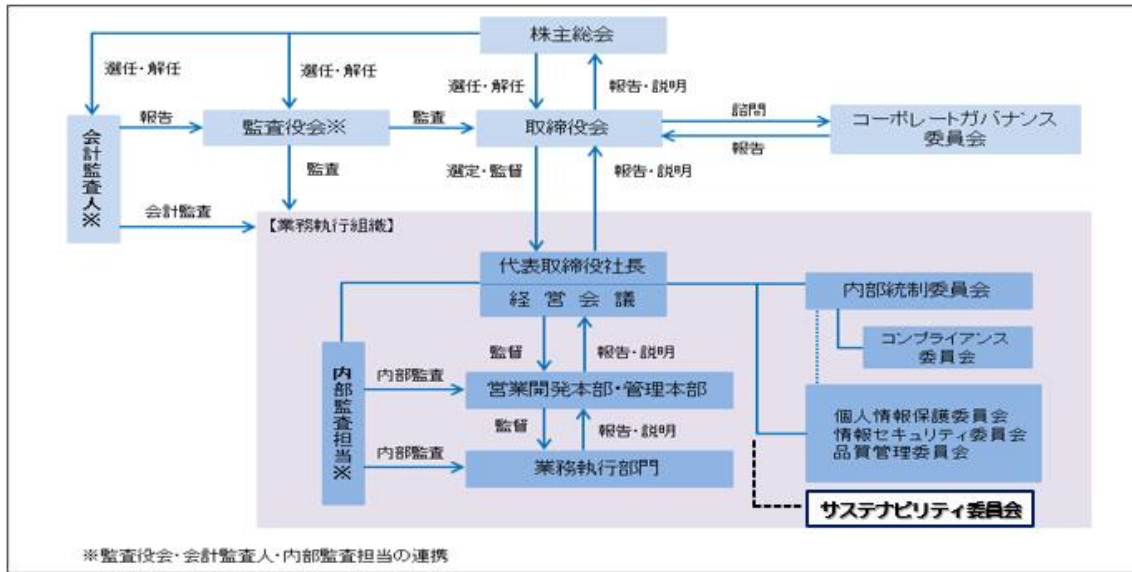 株主総会
選任・解任
選任・解任
選任・解任
報告・説明
会計監査人※
報告
監査役会※
監査
取締役会
諮問
報告
コーポレートガバナンス
委員会
監査
選定・監督
報告・説明
会計監査
【業務執行組織】
代表取締役社長
経営会議
内部統制委員会
コンプライアンス
委員会
監督
報告・説明
内部監査担当※
内部監査
営業開発本部・管理本部
監督
報告・説明
内部監査
業務執行部門
個人情報保護委員会
情報セキュリティ委員会
品質管理委員会
サステナビリティ委員会
※監査役会・会計監査人・内部監査担当の連携